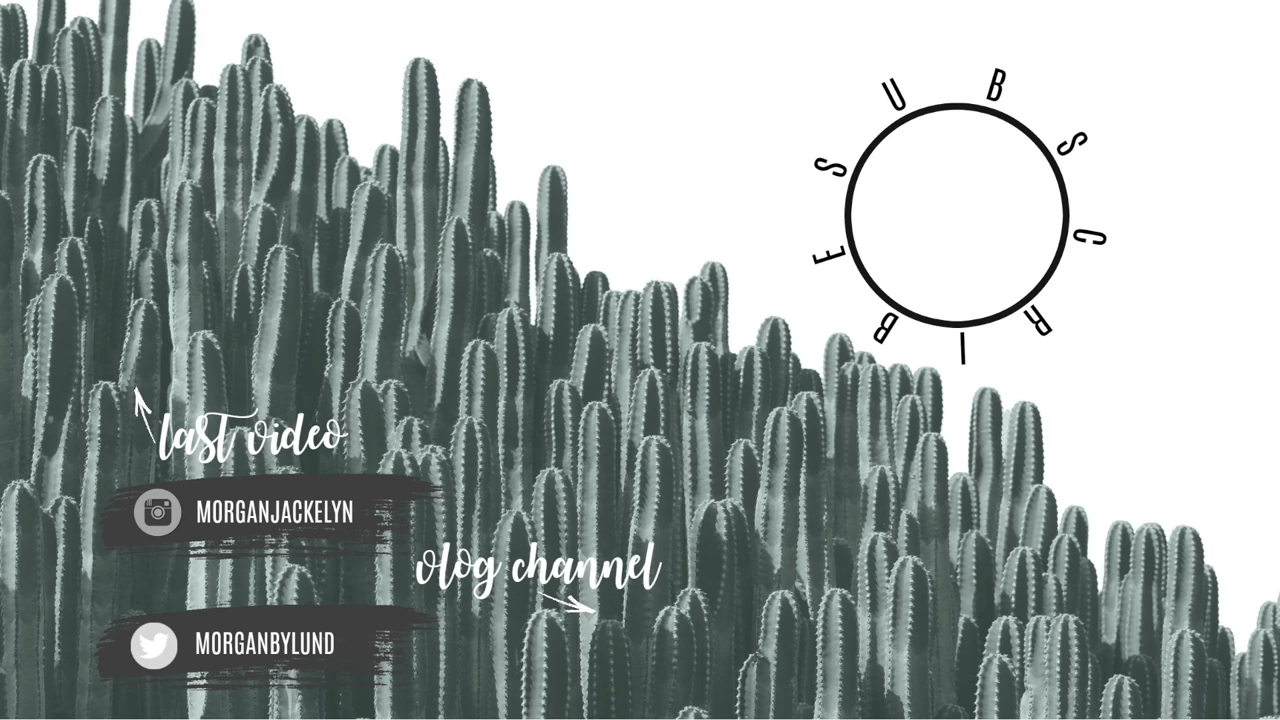 SUBSCRIBE
last video
MORGANJACKELYN
vlog channel
MORGANBYLUND